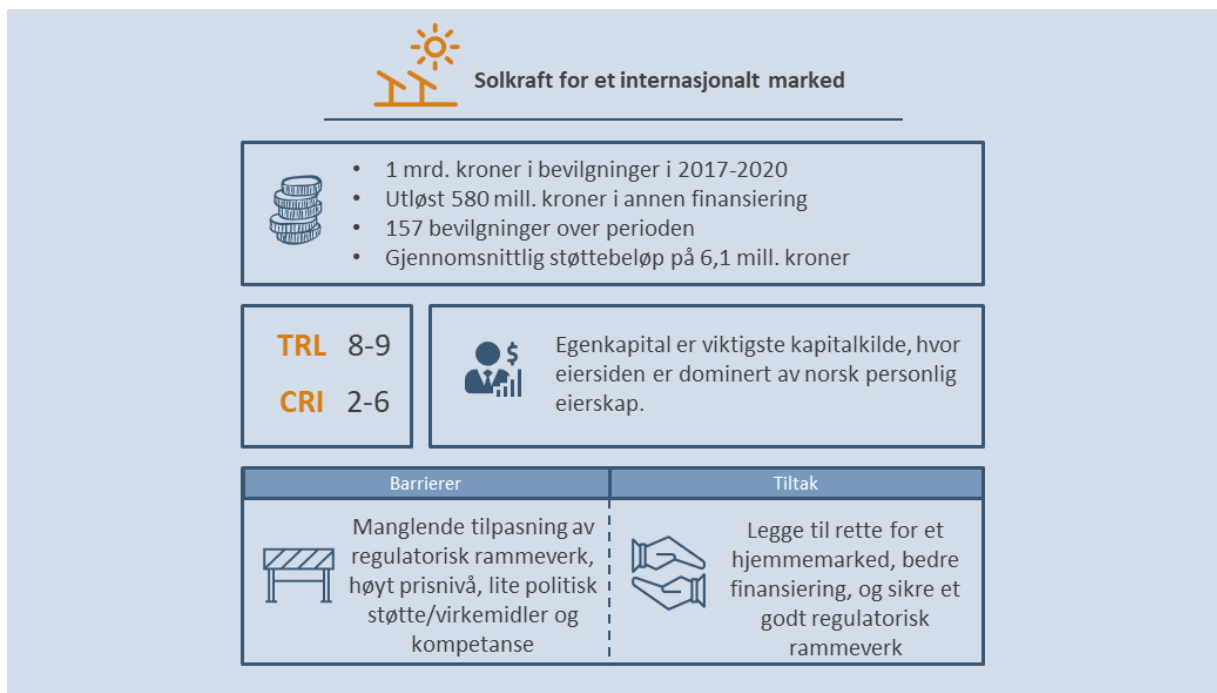 Solkraft for et internasjonalt marked
• 1 mrd. kroner i bevilgninger i 2017-2020
• Utløst 580 mill. kroner i annen finansiering
• 157 bevilgninger over perioden
• Gjennomsnittlig støttebeløp på 6,1 mill. kroner
TRL 8-9
CRI 2-6
$
Egenkapital er viktigste kapitalkilde, hvor
eiersiden er dominert av norsk personlig
eierskap.
Barrierer
Manglende tilpasning av
regulatorisk rammeverk,
høyt prisnivå, lite politisk
støtte/virkemidler og
kompetanse
Tiltak
Legge til rette for et
hjemmemarked, bedre
finansiering, og sikre et
godt regulatorisk
rammeverk